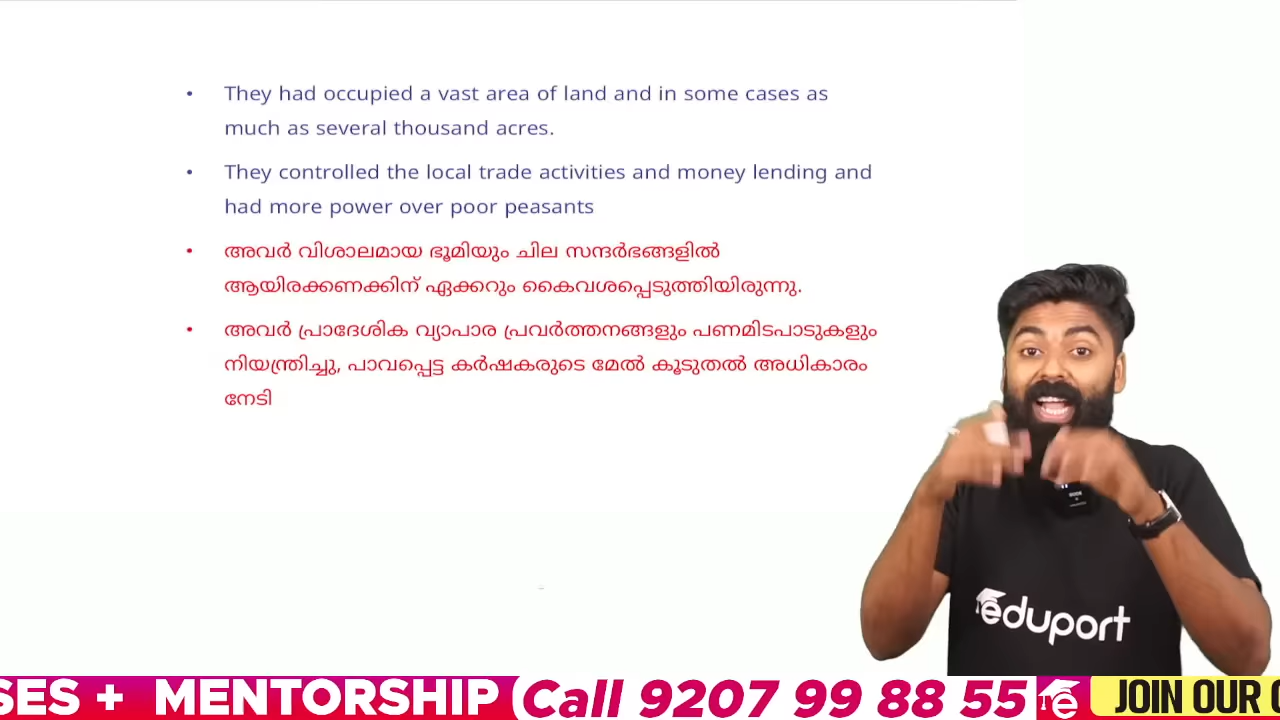 • They had occupied a vast area of land and in some cases as
much as several thousand acres.
• They controlled the local trade activities and money lending and
had more power over poor peasants
• അവർ വിശാലമായ ഭൂമിയും ചില സന്ദർഭങ്ങളിൽ
ആയിരക്കണക്കിന് ഏക്കറും കൈവശപ്പെടുത്തിയിരുന്നു.
• അവർ പ്രാദേശിക വ്യാപാര പ്രവർത്തനങ്ങളും പണമിടപാടുകളും
നിയന്ത്രിച്ചു, പാവപ്പെട്ട കർഷകരുടെ മേൽ കൂടുതൽ അധികാരം
നേടി
eduport
SES + MENTORSHIP Call 9207 99 88 55 e JOIN OUR